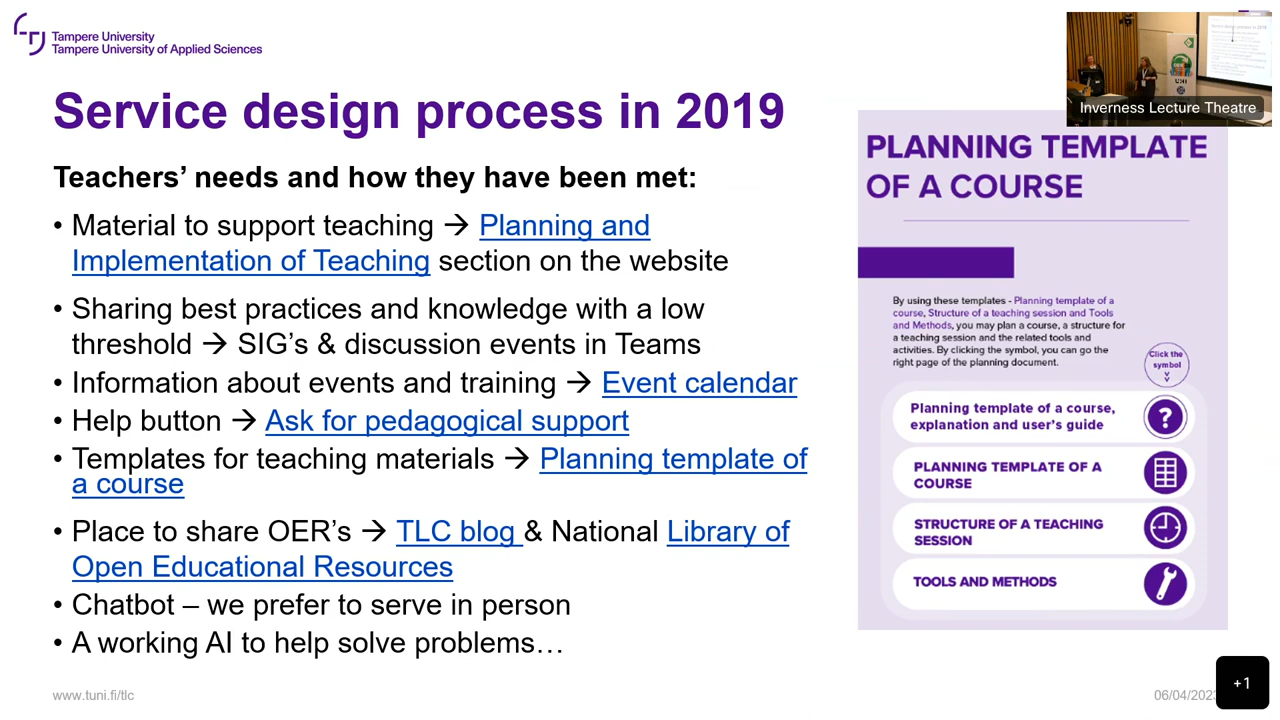 Tampere University
Tampere University of Applied Sciences
Service design process in 2019
Teachers’ needs and how they have been met:
• Material to support teaching → Planning and
Implementation of Teaching section on the website
• Sharing best practices and knowledge with a low
threshold → SIG’s & discussion events in Teams
• Information about events and training → Event calendar
• Help button → Ask for pedagogical support
• Templates for teaching materials → Planning template of
a course
• Place to share OER’s → TLC blog & National Library of
Open Educational Resources
• Chatbot – we prefer to serve in person
• A working AI to help solve problems…
www.tuni.fi/tlc
Inverness Lecture Theatre
PLANNING TEMPLATE
OF A COURSE
By using these templates - Planning template of a
course, Structure of a teaching session and Tools
and Methods, you may plan a course, a structure for
a teaching session and the related tools and
activities. By clicking the symbol, you can go the
right page of the planning document.
Click the
symbol
Planning template of a course,
explanation and user's guide
?
PLANNING TEMPLATE OF A
COURSE
STRUCTURE OF A TEACHING
SESSION
TOOLS AND METHODS
06/04/202
+1